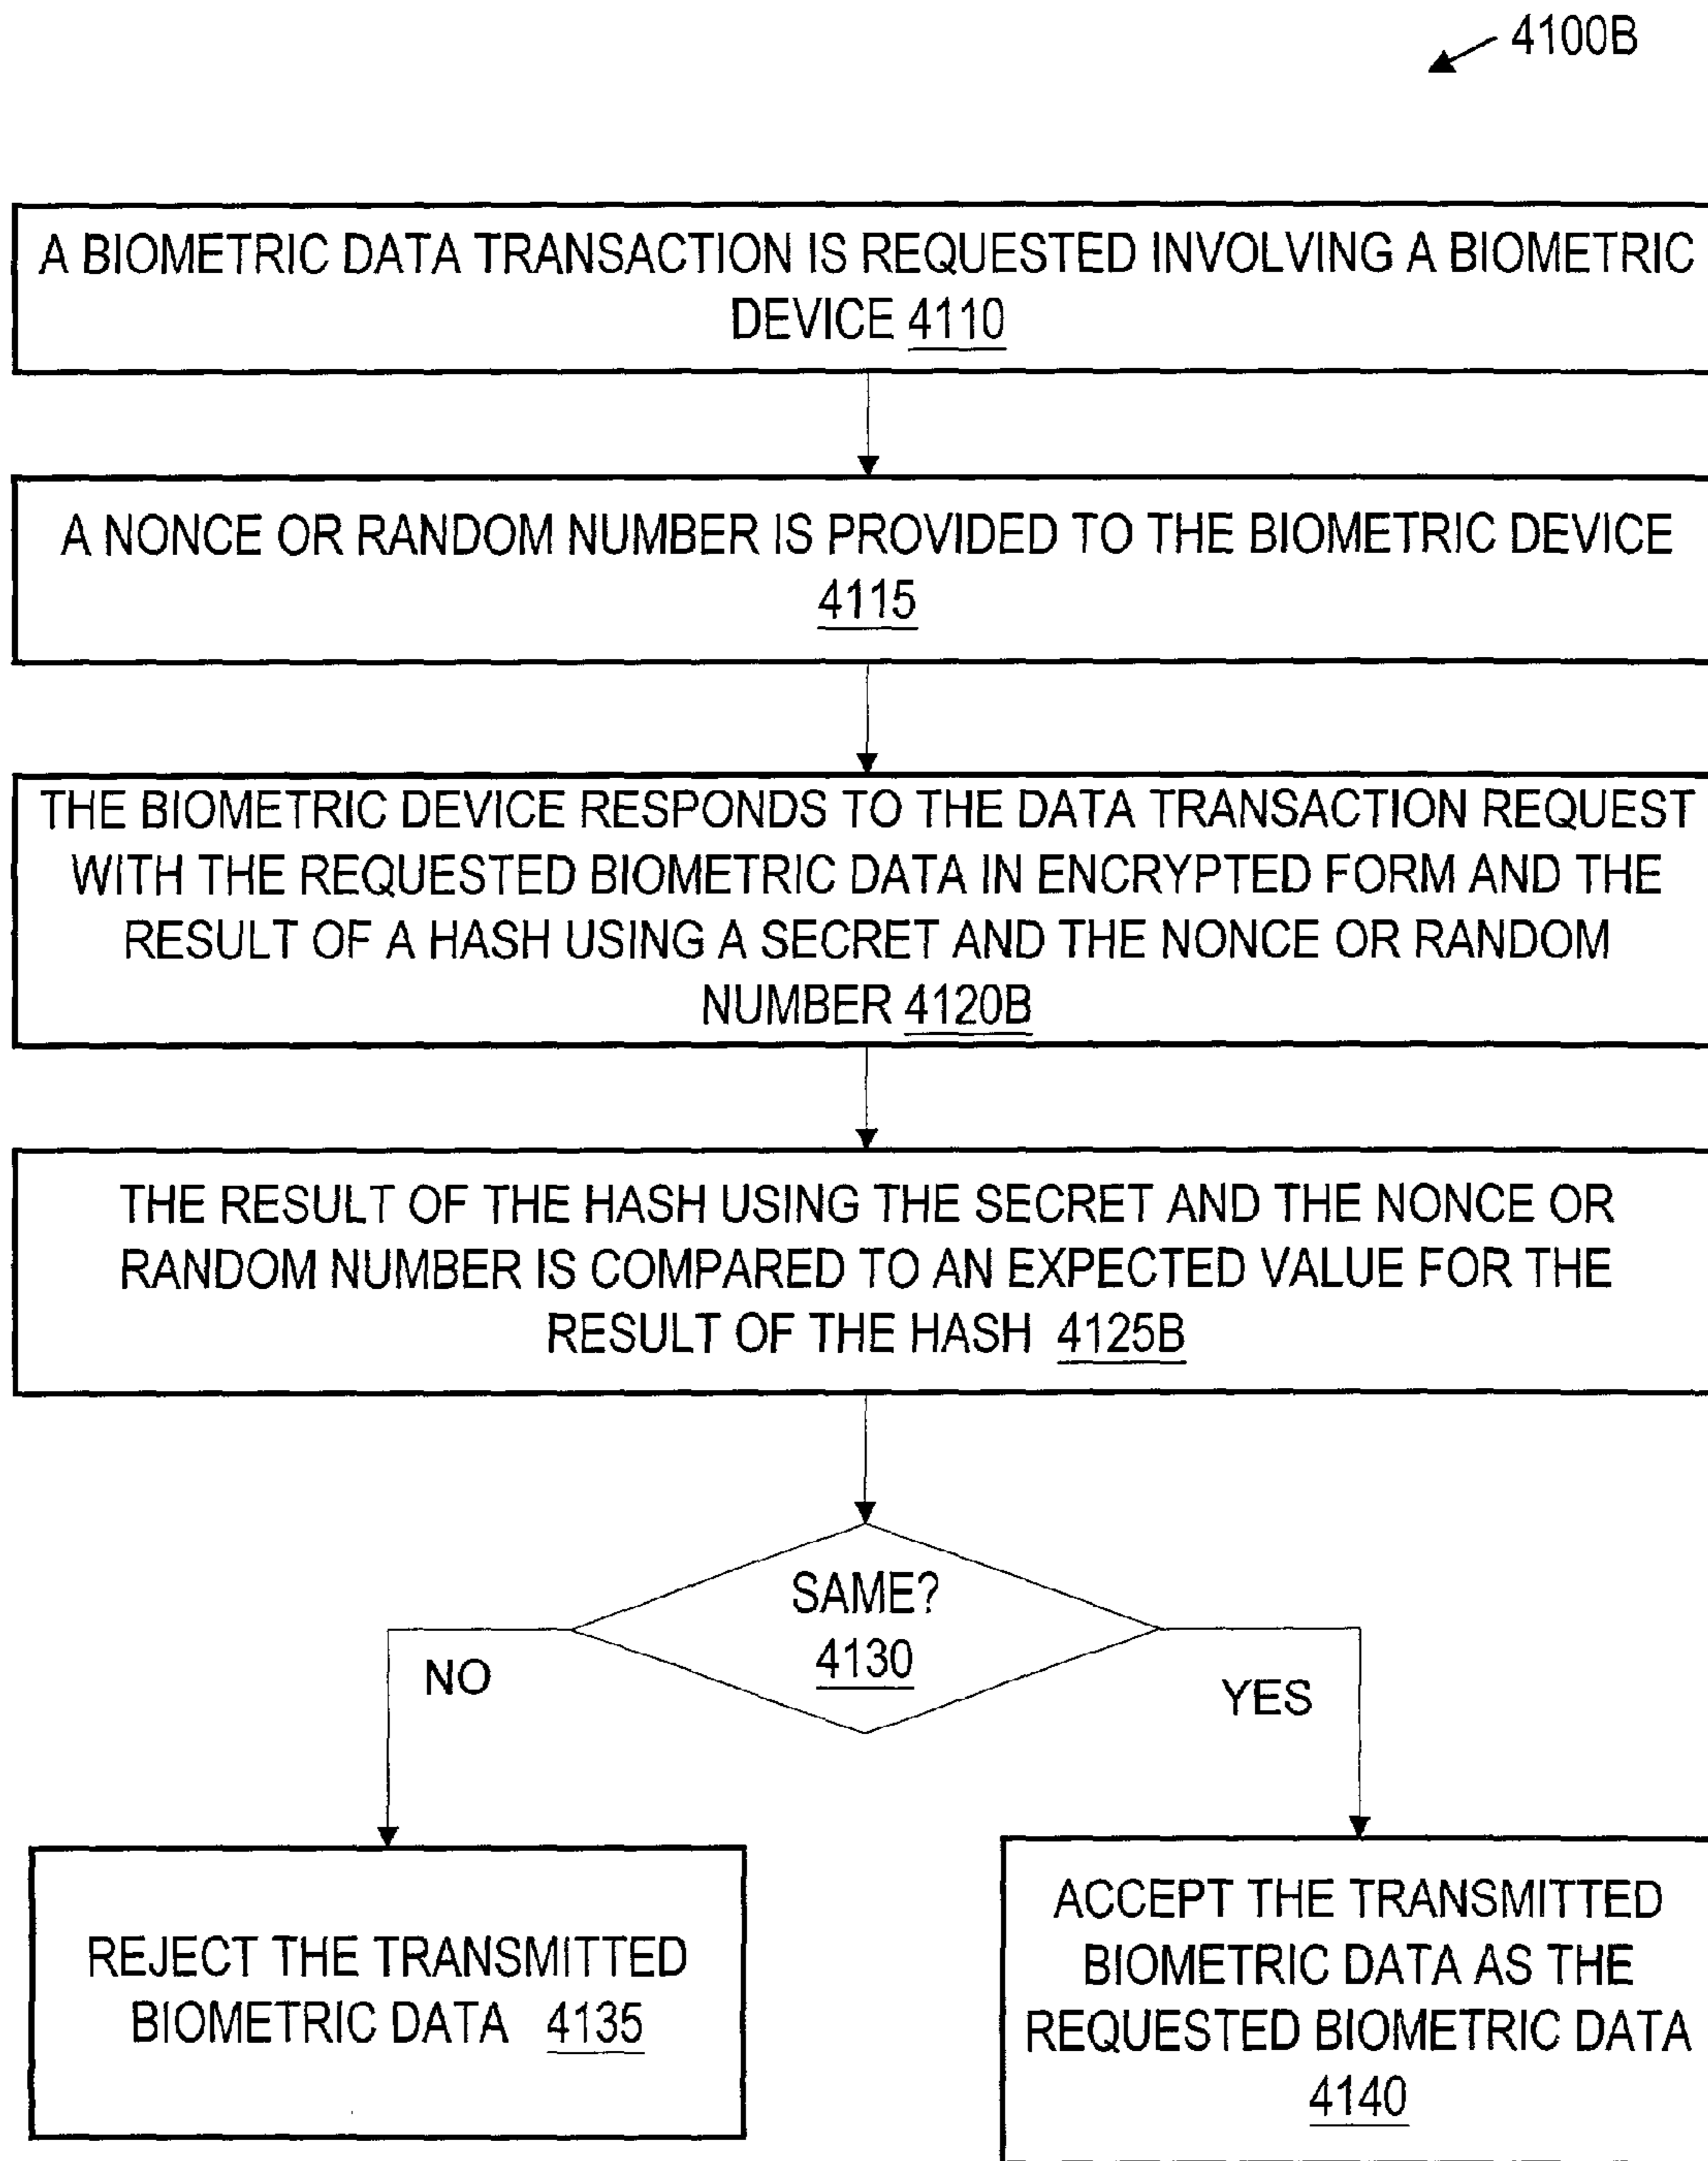 4100B
A BIOMETRIC DATA TRANSACTION IS REQUESTED INVOLVING A BIOMETRIC
DEVICE 4110
A NONCE OR RANDOM NUMBER IS PROVIDED TO THE BIOMETRIC DEVICE
4115
THE BIOMETRIC DEVICE RESPONDS TO THE DATA TRANSACTION REQUEST
WITH THE REQUESTED BIOMETRIC DATA IN ENCRYPTED FORM AND THE
RESULT OF A HASH USING A SECRET AND THE NONCE OR RANDOM
NUMBER 4120B
THE RESULT OF THE HASH USING THE SECRET AND THE NONCE OR
RANDOM NUMBER IS COMPARED TO AN EXPECTED VALUE FOR THE
RESULT OF THE HASH 4125B
SAME?
4130
NO
YES
REJECT THE TRANSMITTED
BIOMETRIC DATA 4135
ACCEPT THE TRANSMITTED
BIOMETRIC DATA AS THE
REQUESTED BIOMETRIC DATA
4140